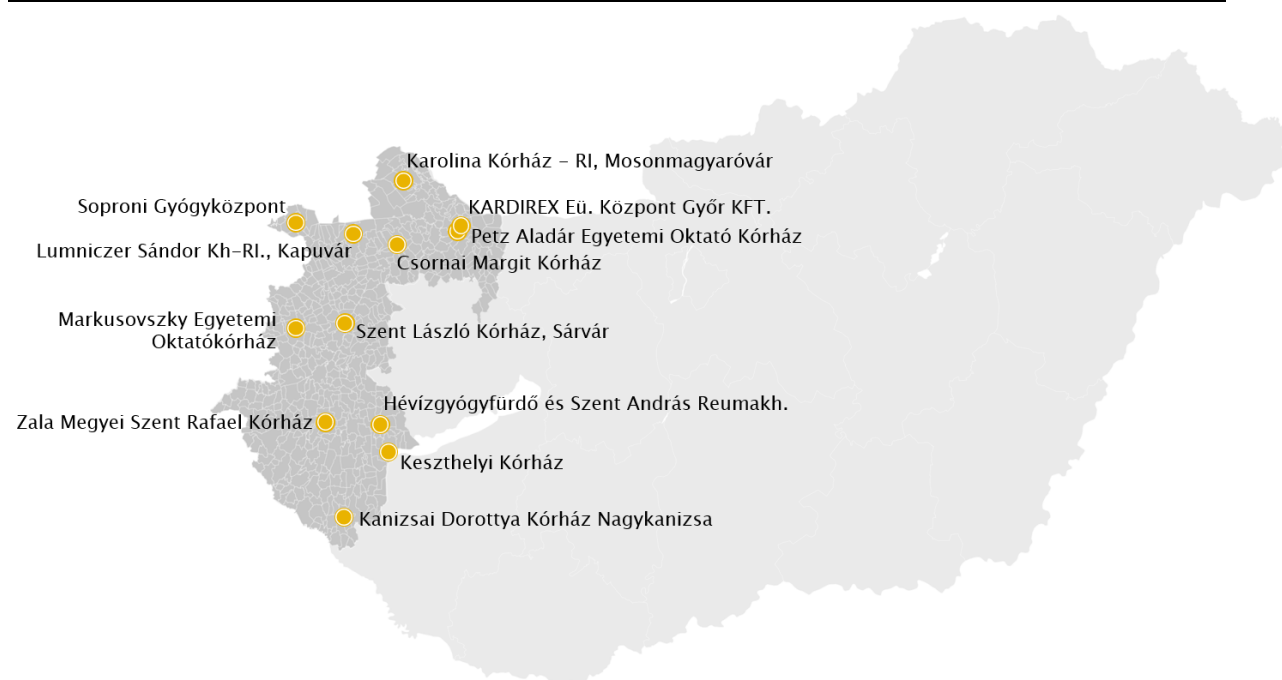 Karolina Kórház – RI, Mosonmagyaróvár
Soproni Gyógyközpont
KARDIREX Eü. Központ Győr KFT.
Petz Aladár Egyetemi Oktató Kórház
Lumniczer Sándor Kh-RI., Kapuvár
Csornai Margit Kórház
Markusovszky Egyetemi
Oktatókórház
Szent László Kórház, Sárvár
Hévízgyógyfürdő és Szent András Reumakh.
Zala Megyei Szent Rafael Kórház
Keszthelyi Kórház
Kanizsai Dorottya Kórház Nagykanizsa